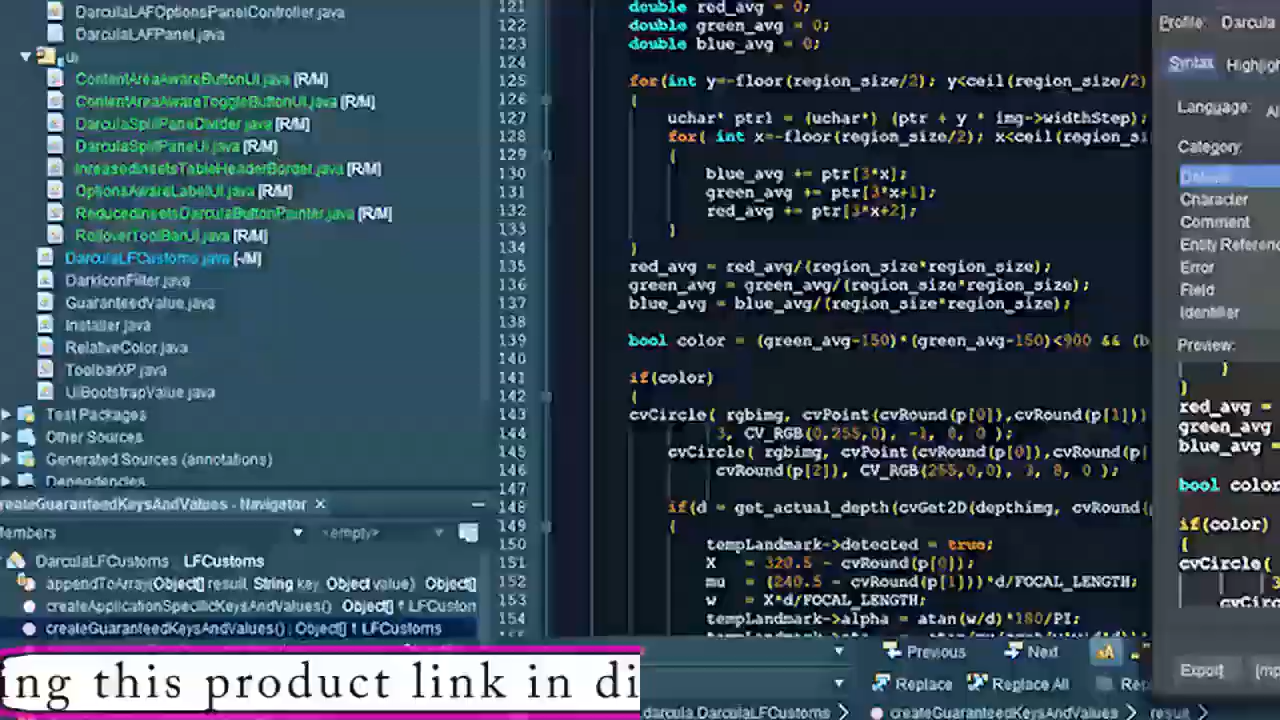 DarculaLAFOptionsPanelController.java
DarculaLAFPanel.java
ui
ContentAreaAwareButtonUI.java [R/M]
ContentAreaAwareToggleButtonUI.java [R/M]
DarculaSplitPaneDivider.java [R/M]
DarculaSplitPaneUI.java [R/M]
IncreasedInsetsTableHeaderBorder.java [R/M]
OptionsAwareLabelUI.java [R/M]
ReducedInsetsDarculaButtonPainter.java [R/M]
RolloverToolBarUI.java [R/M]
DarculaLFCustoms.java [-/M]
DarkIconFilter.java
GuaranteedValue.java
Installer.java
RelativeColor.java
ToolbarXP.java
UIBootstrapValue.java
Test Packages
Other Sources
Generated Sources (annotations)
Dependencies
reateGuaranteedKeysAndValues - Navigator
Members
<empty>
DarculaLFCustoms :: LFCustoms
appendToArray(Object[] result, String key, Object value) : Object[]
createApplicationSpecificKeysAndValues() : Object[] ↑ LFCustom
createGuaranteedKeysAndValues() : Object[] ↑ LFCustoms
ing this product link in di
121 double red_avg = 0;
122 double green_avg = 0;
123 double blue_avg = 0;
124
125 for(int y=-floor(region_size/2); y<ceil(region_size/2)
126 {
127 uchar* ptr1 = (uchar*) (ptr + y * img->widthStep);
128 for( int x=-floor(region_size/2); x<ceil(region_si
129 {
130 blue_avg += ptr[3*x];
131 green_avg += ptr[3*x+1];
132 red_avg += ptr[3*x+2];
133 }
134 }
135 red_avg = red_avg/(region_size*region_size);
136 green_avg = green_avg/(region_size*region_size);
137 blue_avg = blue_avg/(region_size*region_size);
138
139 bool color = (green_avg-150)*(green_avg-150)<900 && (b
140
141 if(color)
142 {
143 cvCircle( rgbimg, cvPoint(cvRound(p[0]),cvRound(p[1]))
144 3, CV_RGB(0,255,0), -1, 8, 0 );
145 cvCircle( rgbimg, cvPoint(cvRound(p[0]),cvRound(p[
146 cvRound(p[2]), CV_RGB(255,0,0), 3, 8, 0 );
147
148 if(d = get_actual_depth(cvGet2D(depthimg, cvRound(
149 {
150 tempLandmark->detected = true;
151 X = 320.5 - cvRound(p[0]);
152 mu = (240.5 - cvRound(p[1]))*d/FOCAL_LENGTH;
153 w = X*d/FOCAL_LENGTH;
154 tempLandmark->alpha = atan(w/d)*180/PI;
Previous Next
Replace Replace All Rep
darcula.DarculaLFCustoms createGuaranteedKeysAndValues result
Profile: Darcula
Syntax Highligh
Language: Al
Category:
Default
Character
Comment
Entity Referenc
Error
Field
Identifier
Preview:
}
}
red_avg =
green_avg
blue_avg =
bool color
if(color)
{
cvCircle(
3
cvCirc
Export